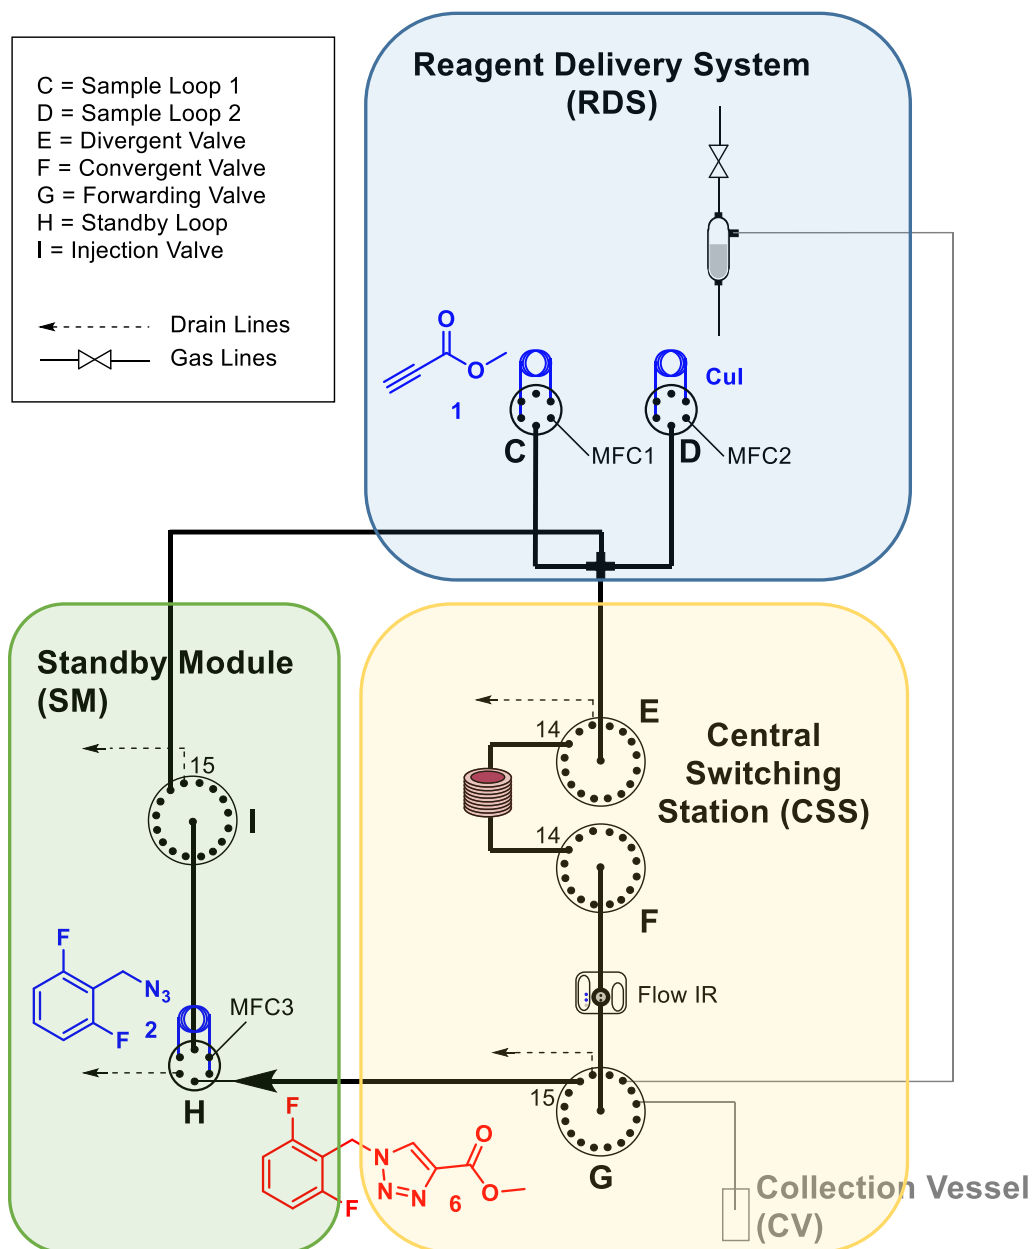 C = Sample Loop 1
D = Sample Loop 2
E = Divergent Valve
F = Convergent Valve
G = Forwarding Valve
H = Standby Loop
I = Injection Valve
Drain Lines
Gas Lines
Reagent Delivery System
(RDS)
O
O
1
CuI
C
MFC1
D
MFC2
Standby Module
(SM)
15
I
F
N3
F
2
MFC3
H
E
14
Central
Switching
Station (CSS)
14
F
Flow IR
15
G
F
F
N
N
N
O
O
6
Collection Vessel
(CV)